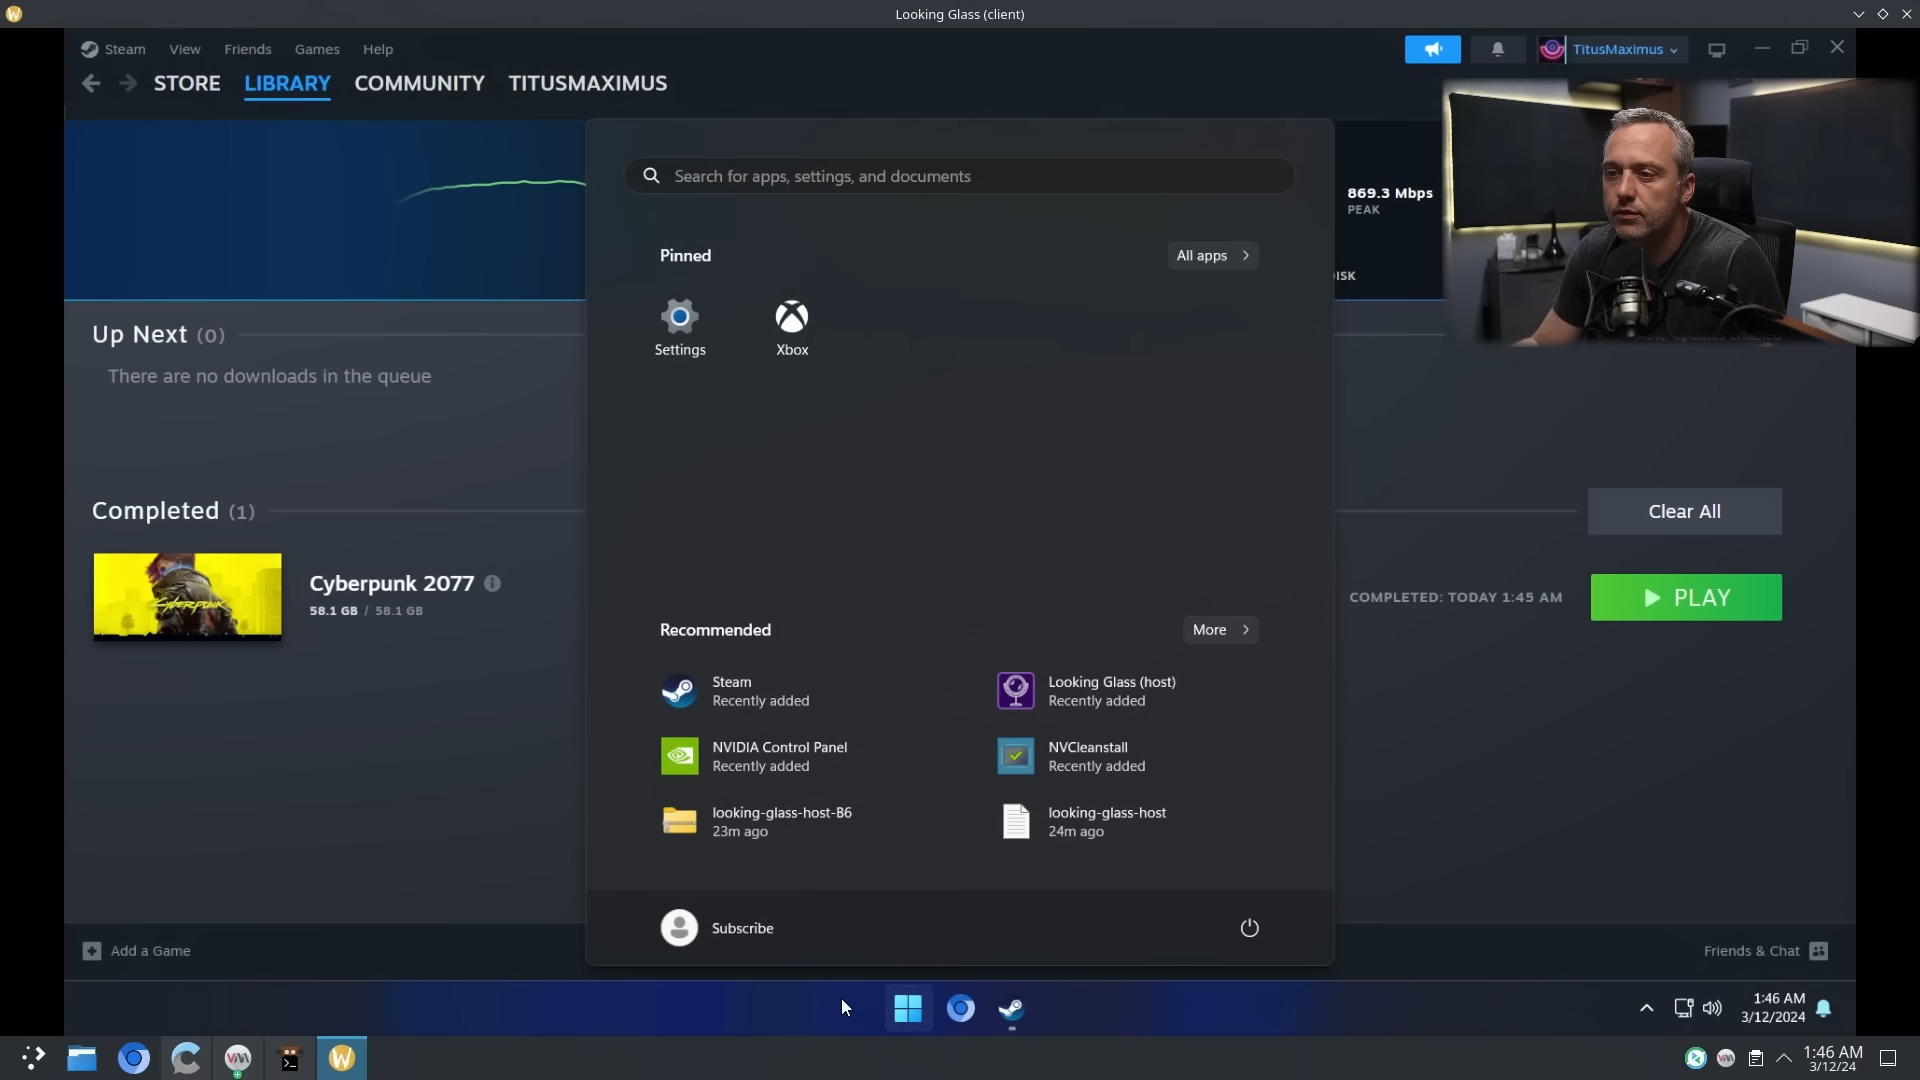 Looking Glass (client)
Steam View Friends Games Help
TitusMaximus
STORE LIBRARY COMMUNITY TITUSMAXIMUS
Search for apps, settings, and documents
869.3 Mbps
PEAK
Pinned
All apps
ISK
Settings
Xbox
Up Next (0)
There are no downloads in the queue
Completed (1)
Clear All
Cyberpunk 2077
58.1 GB / 58.1 GB
COMPLETED: TODAY 1:45 AM
PLAY
Recommended
More
Steam
Recently added
Looking Glass (host)
Recently added
NVIDIA Control Panel
Recently added
NVCleanstall
Recently added
looking-glass-host-B6
23m ago
looking-glass-host
24m ago
Subscribe
Add a Game
Friends & Chat
1:46 AM
3/12/2024
1:46 AM
3/12/24